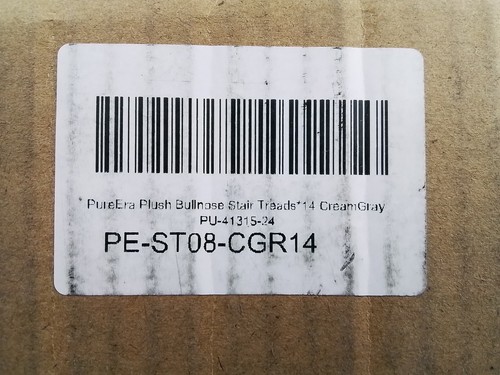 PureEra Plush Bullnose Stair Treads*14 CreamGray
PU-41315-24
PE-ST08-CGR14